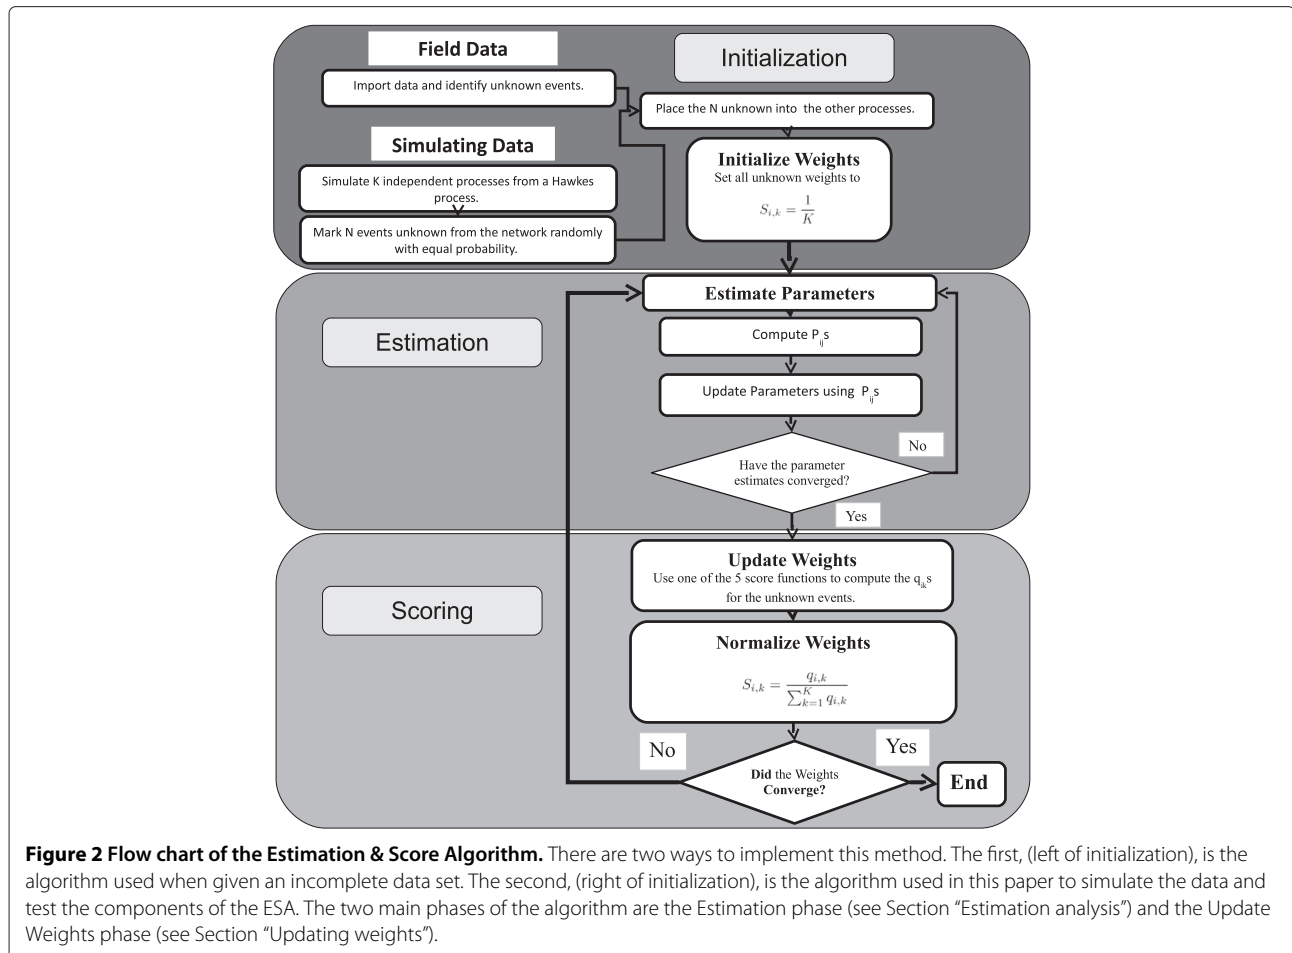 Field Data
Import data and identify unknown events.
Simulating Data
Simulate K independent processes from a Hawkes
process.
Mark N events unknown from the network randomly
with equal probability.
Initialization
Place the N unknown into the other processes.
Initialize Weights
Set all unknown weights to
S_{i,k} = \frac{1}{K}
Estimation
Estimate Parameters
Compute P_{ij}s
Update Parameters using P_{ij}s
Have the parameter
estimates converged?
No
Yes
Scoring
Update Weights
Use one of the 5 score functions to compute the q_{ik}s
for the unknown events.
Normalize Weights
S_{i,k} = \frac{q_{i,k}}{\sum_{k=1}^{K} q_{i,k}}
No
Yes
Did the Weights
Converge?
End
Figure 2 Flow chart of the Estimation & Score Algorithm. There are two ways to implement this method. The first, (left of initialization), is the
algorithm used when given an incomplete data set. The second, (right of initialization), is the algorithm used in this paper to simulate the data and
test the components of the ESA. The two main phases of the algorithm are the Estimation phase (see Section “Estimation analysis”) and the Update
Weights phase (see Section “Updating weights”).